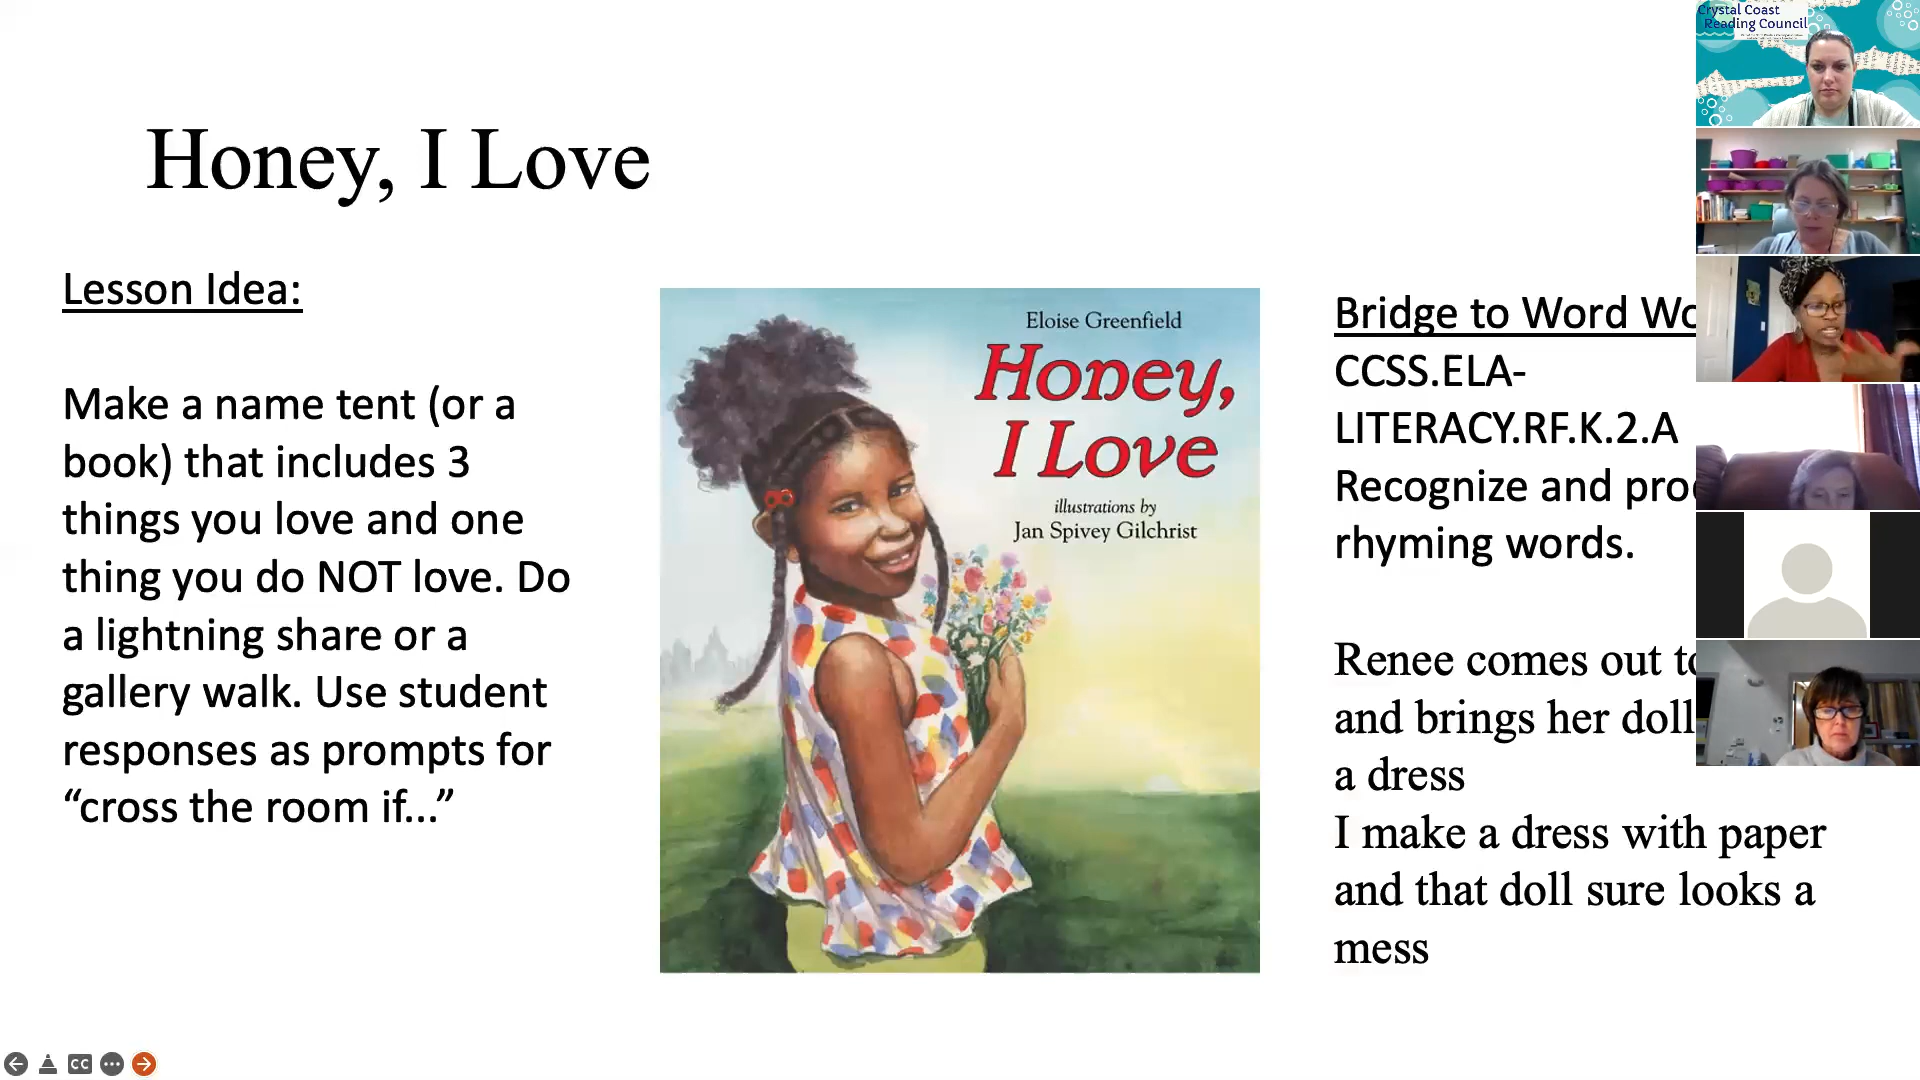 Honey, I Love
Lesson Idea:
Make a name tent (or a
book) that includes 3
things you love and one
thing you do NOT love. Do
a lightning share or a
gallery walk. Use student
responses as prompts for
“cross the room if...”
Eloise Greenfield
Honey,
I Love
illustrations by
Jan Spivey Gilchrist
Bridge to Word
CCSS.ELA-
LITERACY.RF.K.2.A
Recognize and
rhyming words.
Renee comes out
and brings her doll
a dress
I make a dress with paper
and that doll sure looks a
mess
Crystal Coast
Reading Council
CC